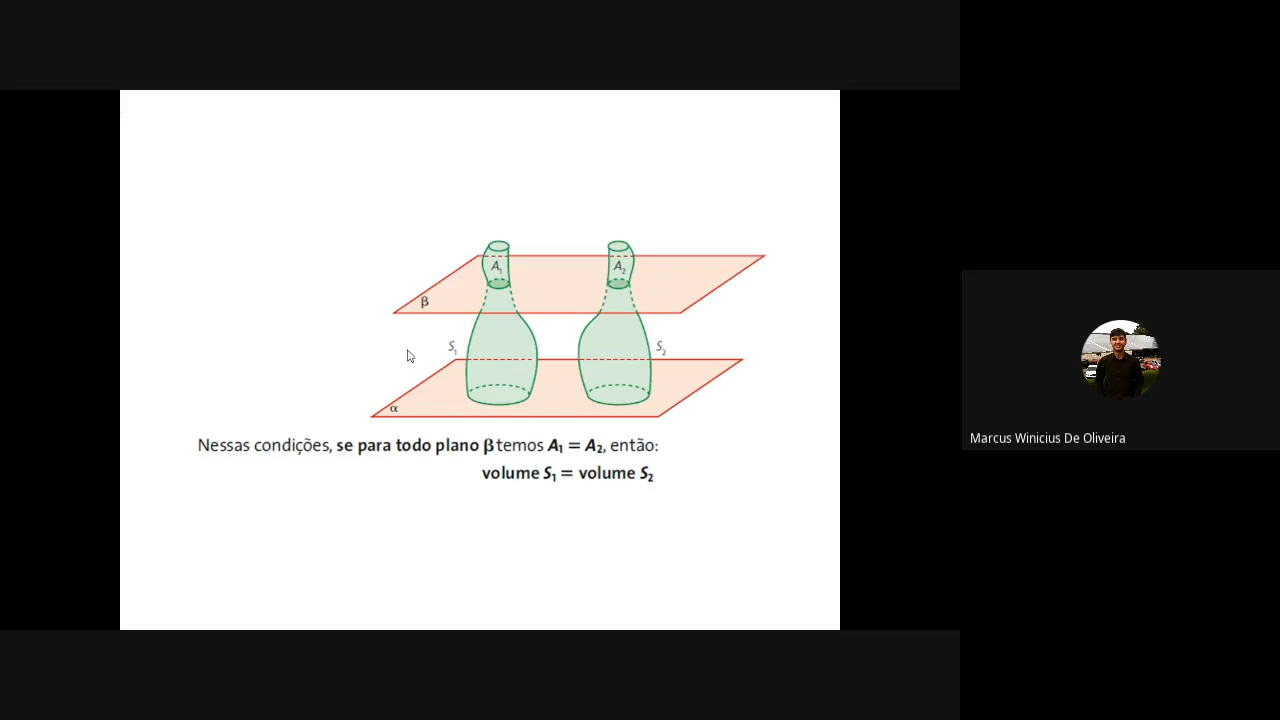 A₁
A₂
β
S₁
S₂
α
Nessas condições, se para todo plano β temos A₁ = A₂, então:
volume S₁ = volume S₂
Marcus Winicius De Oliveira